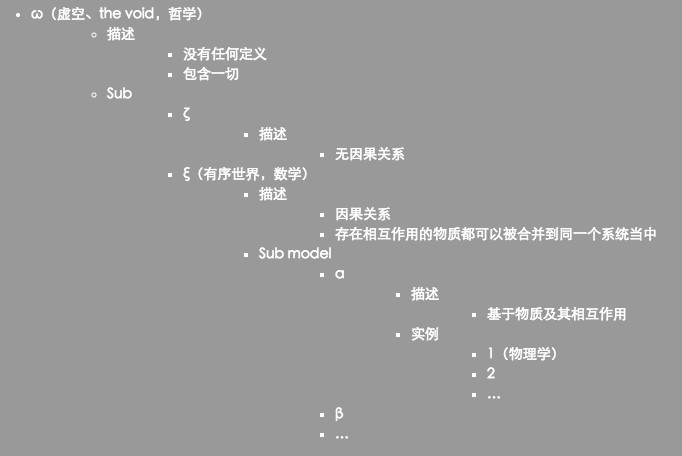 ω（虚空、the void，哲学）
描述
没有任何定义
包含一切
Sub
ζ
描述
无因果关系
ξ（有序世界，数学）
描述
因果关系
存在相互作用的物质都可以被合并到同一个系统当中
Sub model
α
描述
基于物质及其相互作用
实例
1（物理学）
2
…
β
…